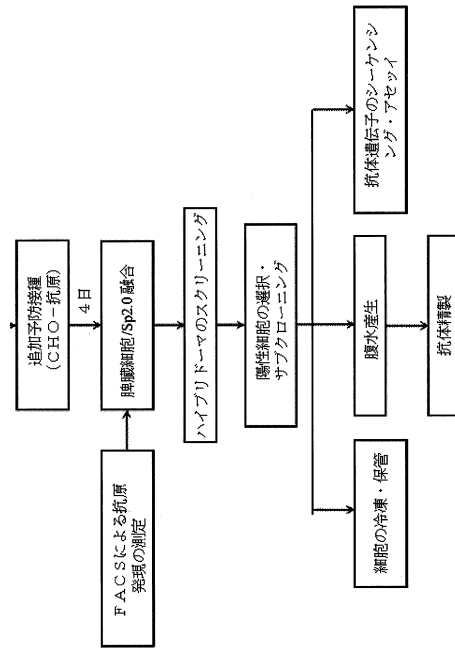 追加予防接種
(CHO-抗原)
4日
FACSによる抗原
発現の測定
脾臓細胞/Sp2.0融合
ハイブリドーマのスクリーニング
陽性細胞の選択・
サブクローニング
細胞の冷凍・保管
腹水産生
抗体遺伝子のシーケンシ
ング・アセッイ
抗体精製